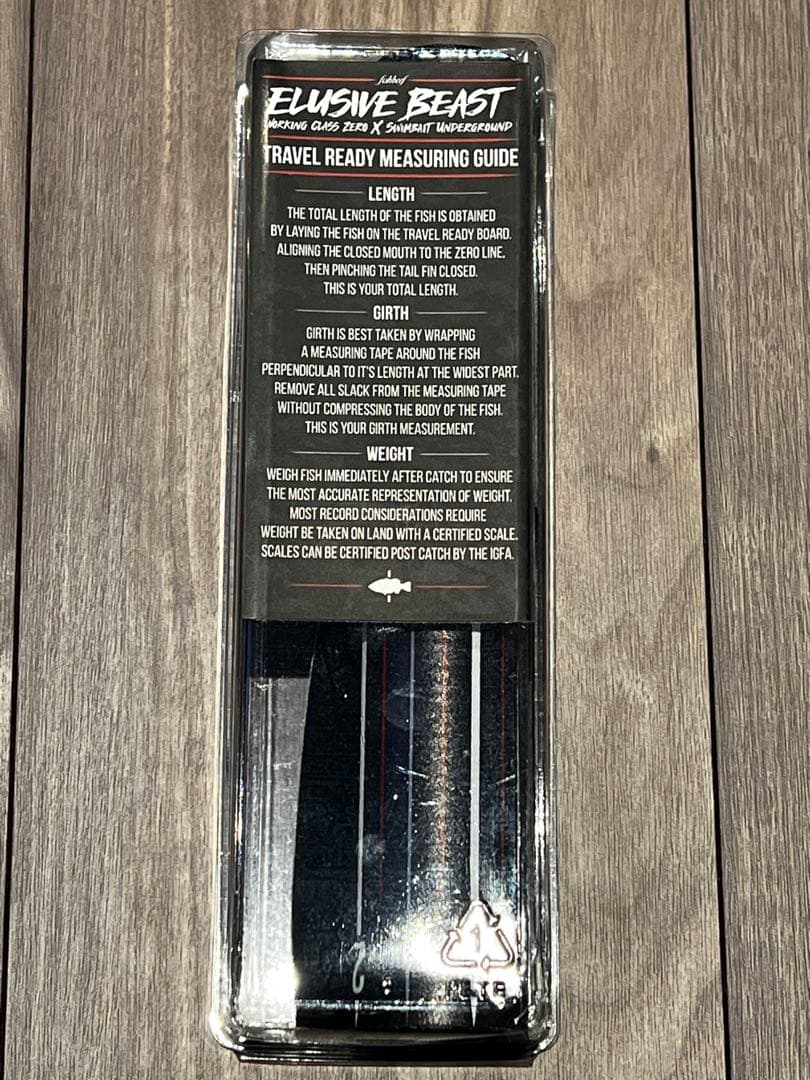 fishbed
ELUSIVE BEAST
WORKING CLASS ZERO X SWIMBAIT UNDERGROUND
TRAVEL READY MEASURING GUIDE
LENGTH
THE TOTAL LENGTH OF THE FISH IS OBTAINED
BY LAYING THE FISH ON THE TRAVEL READY BOARD.
ALIGNING THE CLOSED MOUTH TO THE ZERO LINE,
THEN PINCHING THE TAIL FIN CLOSED.
THIS IS YOUR TOTAL LENGTH.
GIRTH
GIRTH IS BEST TAKEN BY WRAPPING
A MEASURING TAPE AROUND THE FISH
PERPENDICULAR TO IT'S LENGTH AT THE WIDEST PART.
REMOVE ALL SLACK FROM THE MEASURING TAPE
WITHOUT COMPRESSING THE BODY OF THE FISH.
THIS IS YOUR GIRTH MEASUREMENT.
WEIGHT
WEIGH FISH IMMEDIATELY AFTER CATCH TO ENSURE
THE MOST ACCURATE REPRESENTATION OF WEIGHT.
MOST RECORD CONSIDERATIONS REQUIRE
WEIGHT BE TAKEN ON LAND WITH A CERTIFIED SCALE.
SCALES CAN BE CERTIFIED POST CATCH BY THE IGFA.
1